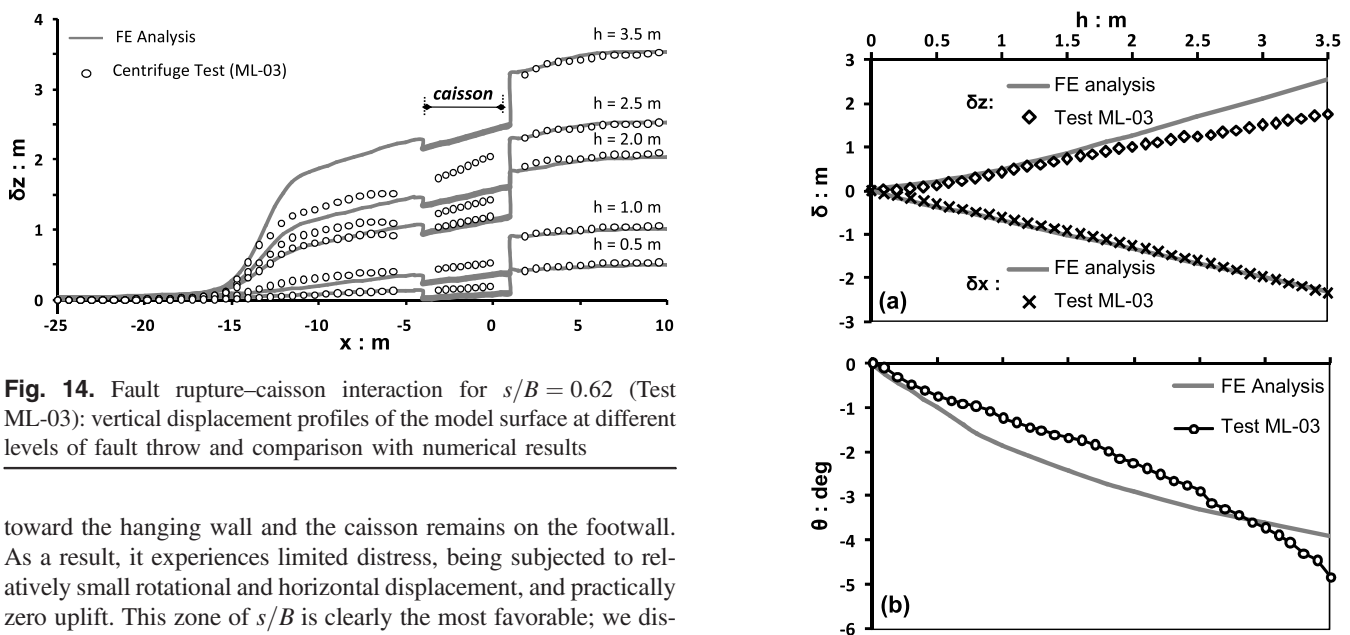 4
3
2
1
0
δz : m
FE Analysis
Centrifuge Test (ML-03)
caisson
h = 3.5 m
h = 2.5 m
h = 2.0 m
h = 1.0 m
h = 0.5 m
-25 -20 -15 -10 -5 0 5 10
x : m
Fig. 14. Fault rupture–caisson interaction for s/B = 0.62 (Test
ML-03): vertical displacement profiles of the model surface at different
levels of fault throw and comparison with numerical results
toward the hanging wall and the caisson remains on the footwall.
As a result, it experiences limited distress, being subjected to rel-
atively small rotational and horizontal displacement, and practically
zero uplift. This zone of s/B is clearly the most favorable; we dis-
h : m
0 0.5 1 1.5 2 2.5 3 3.5
3
2
1
0
-1
-2
-3
δ : m
δz:
FE analysis
Test ML-03
δx :
FE analysis
Test ML-03
(a)
0
-1
-2
-3
-4
-5
-6
θ : deg
FE Analysis
Test ML-03
(b)